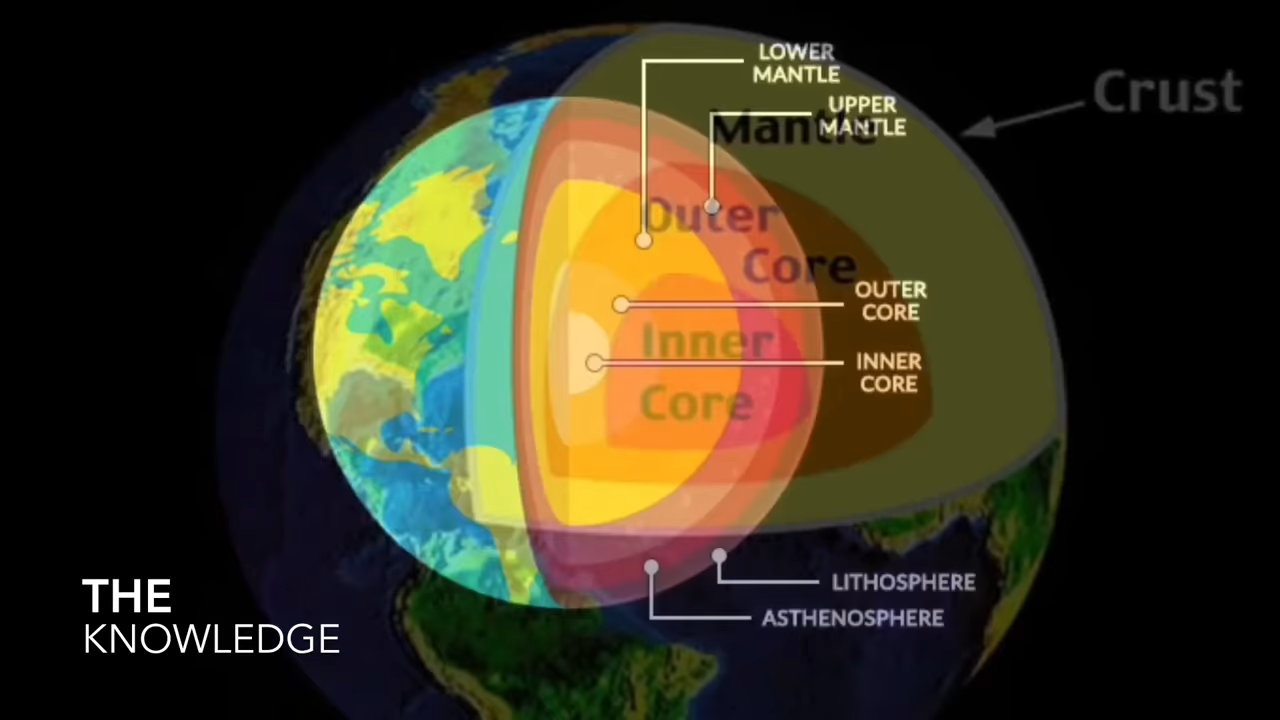 LOWER
MANTLE
UPPER
MANTLE
Crust
Mantle
Outer
Core
OUTER
CORE
Inner
Core
INNER
CORE
LITHOSPHERE
ASTHENOSPHERE
THE
KNOWLEDGE